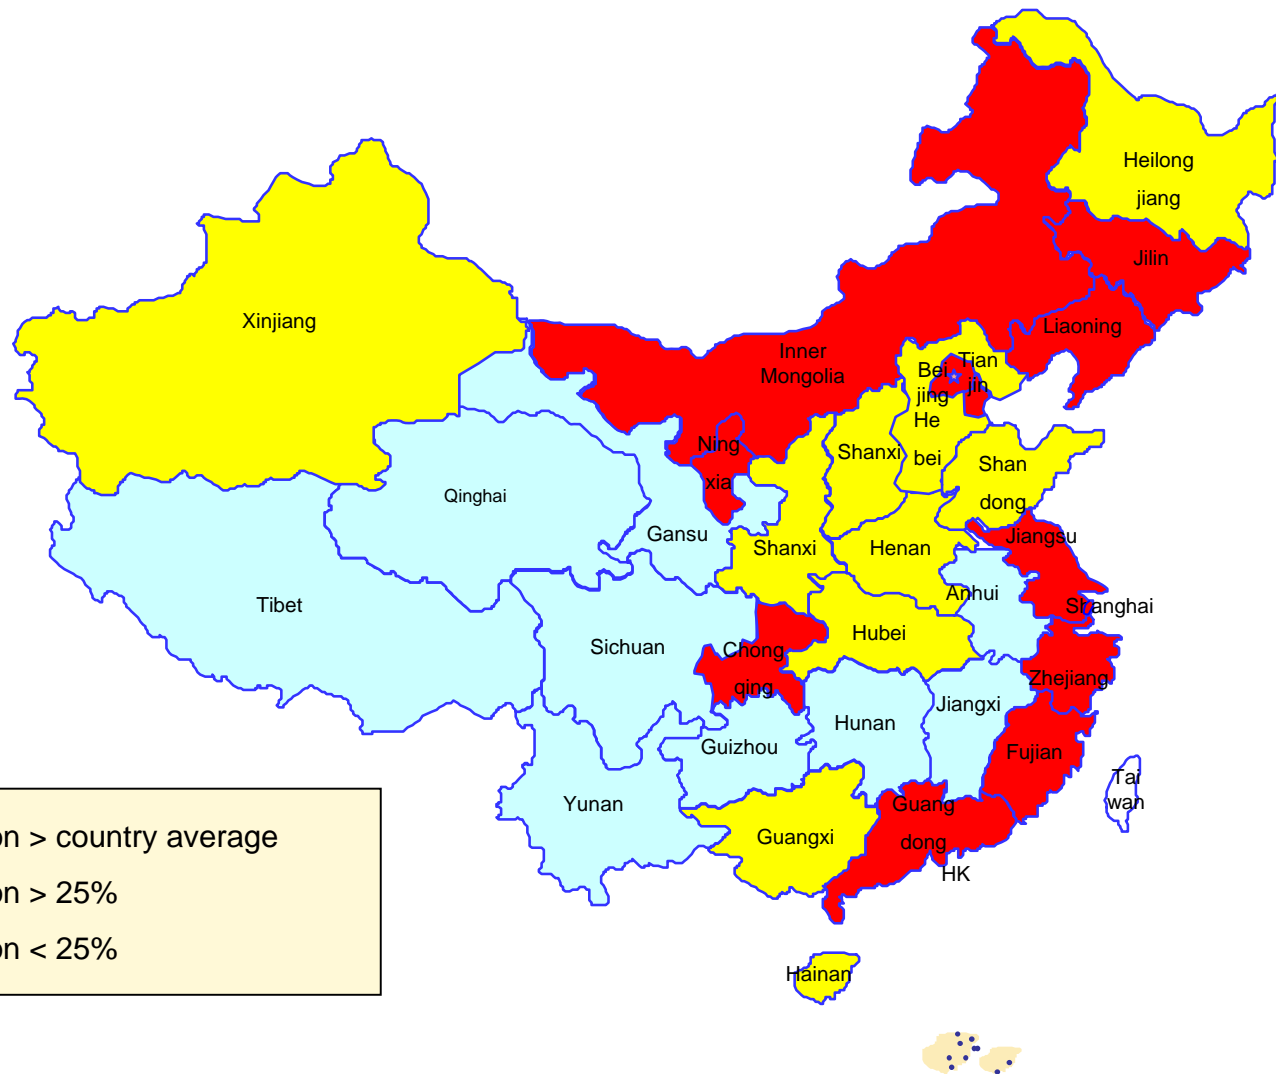 Heilong
jiang
Jilin
Liaoning
Xinjiang
Inner
Mongolia
Bei
jing
Tian
jin
He
bei
Ning
xia
Shanxi
Shan
dong
Qinghai
Gansu
Shanxi
Henan
Jiangsu
Anhui
Shanghai
Tibet
Sichuan
Chong
qing
Hubei
Zhejiang
Jiangxi
Hunan
Guizhou
Fujian
Yunan
Guangxi
Guang
dong
HK
Tai
wan
Hainan
on > country average
on > 25%
on < 25%